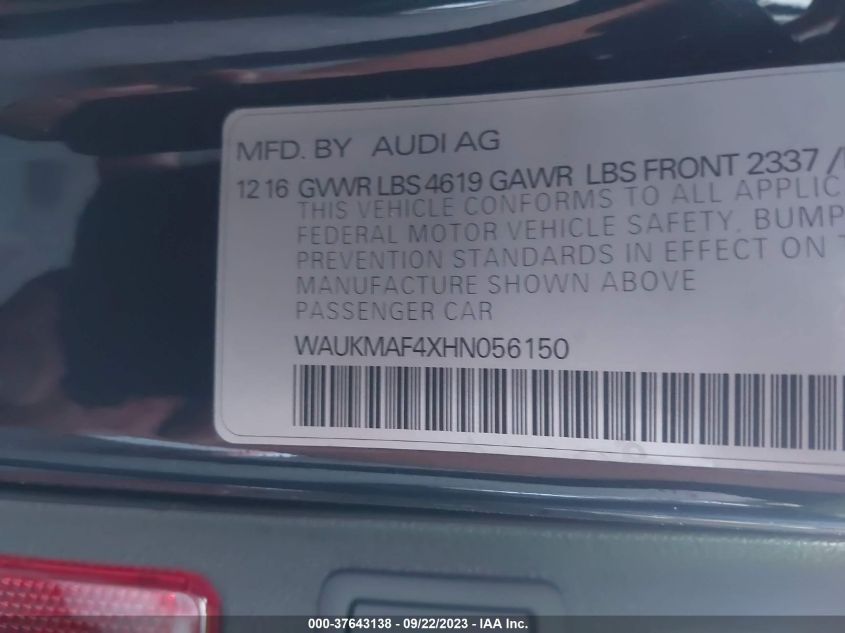 MFD. BY AUDI AG
12 16 GVWR LBS 4619 GAWR LBS FRONT 2337 /
THIS VEHICLE CONFORMS TO ALL APPLIC
FEDERAL MOTOR VEHICLE SAFETY, BUMP
PREVENTION STANDARDS IN EFFECT ON T
MANUFACTURE SHOWN ABOVE
PASSENGER CAR
WAUKMAF4XHN056150
000-37643138 - 09/22/2023 - IAA Inc.